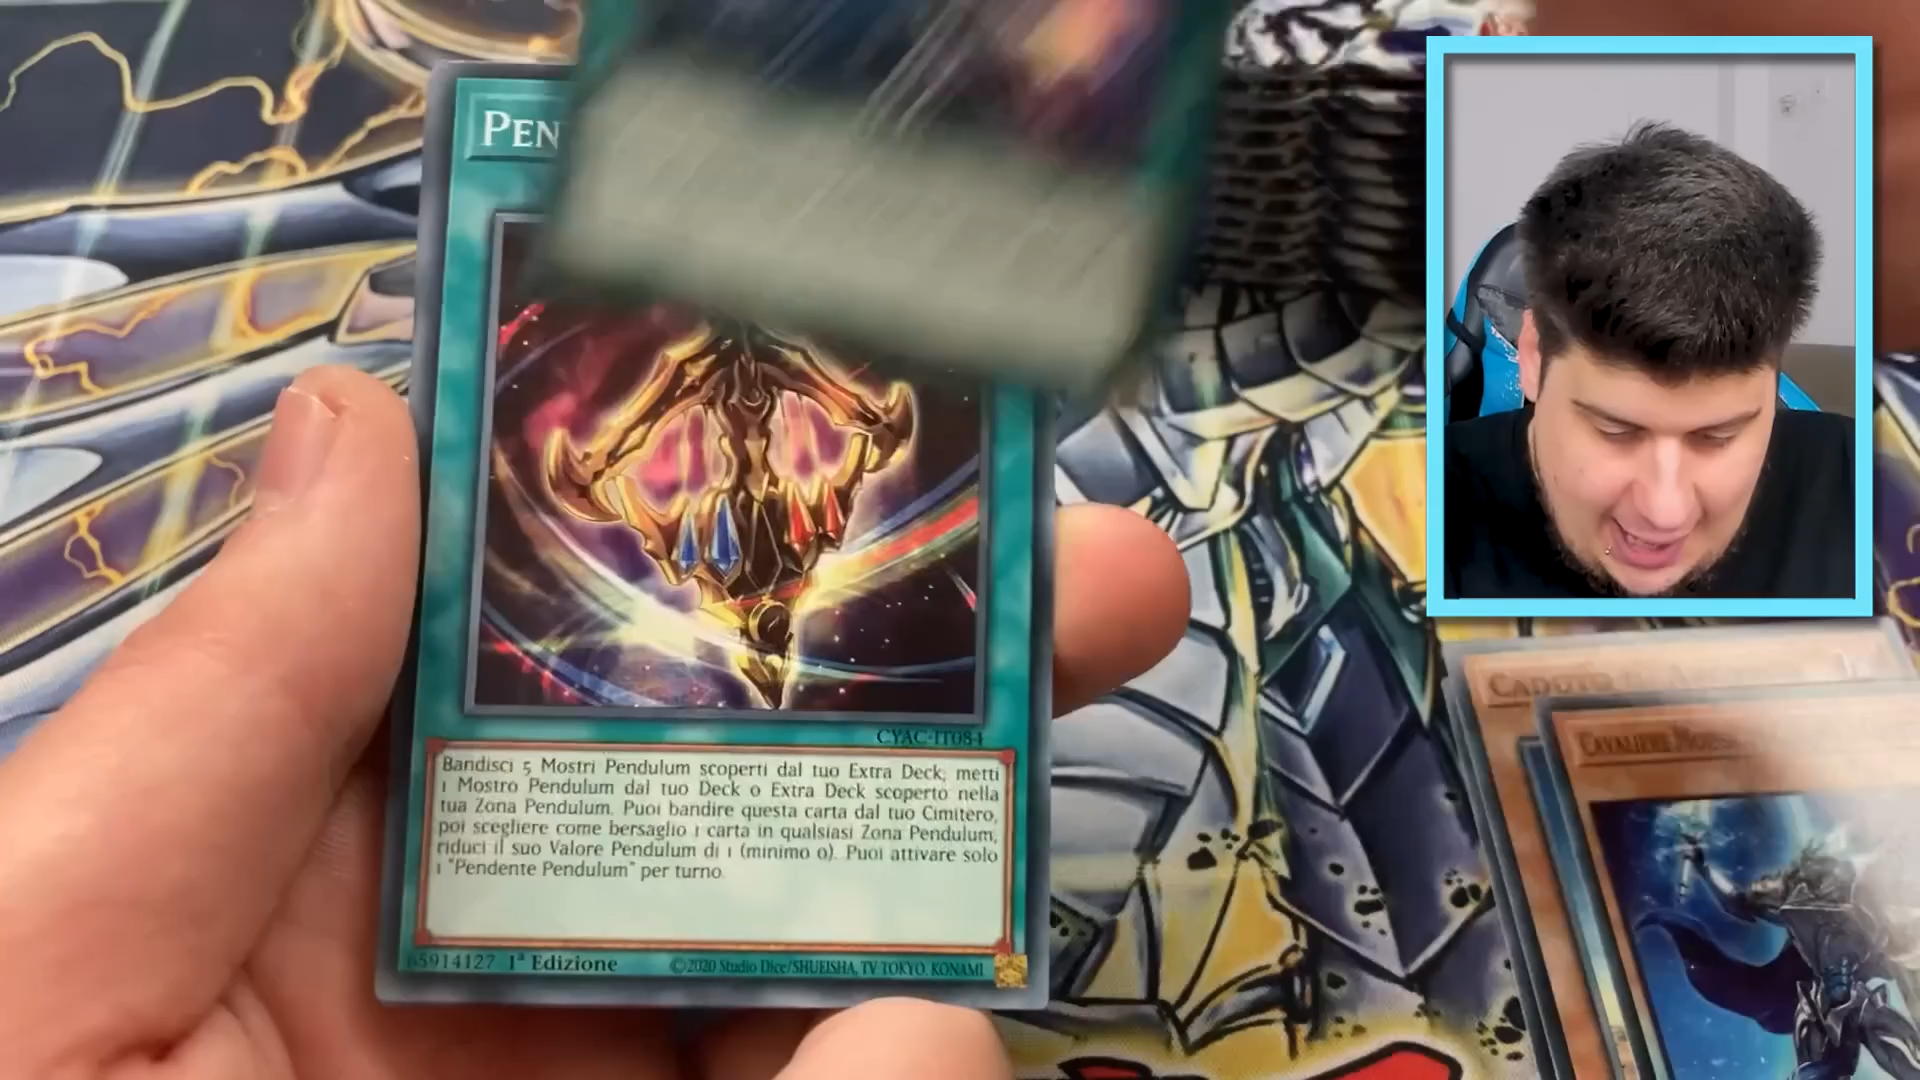 PEN
CYAC-IT084
Bandisci 5 Mostri Pendulum scoperti dal tuo Extra Deck; metti
1 Mostro Pendulum dal tuo Deck o Extra Deck scoperto nella
tua Zona Pendulum. Puoi bandire questa carta dal tuo Cimitero,
poi scegliere come bersaglio 1 carta in qualsiasi Zona Pendulum;
riduci il suo Valore Pendulum di 1 (minimo 0). Puoi attivare solo
1 "Pendente Pendulum" per turno.
65914127 1ª Edizione ©2020 Studio Dice/SHUEISHA, TV TOKYO, KONAMI
CADUTO
CAVALIERE